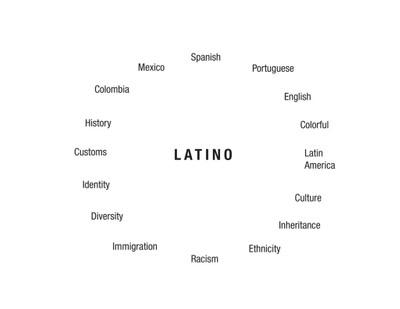 Spanish
Mexico
Portuguese
Colombia
English
History
Colorful
Customs
LATINO
Latin
America
Identity
Culture
Diversity
Inheritance
Immigration
Ethnicity
Racism